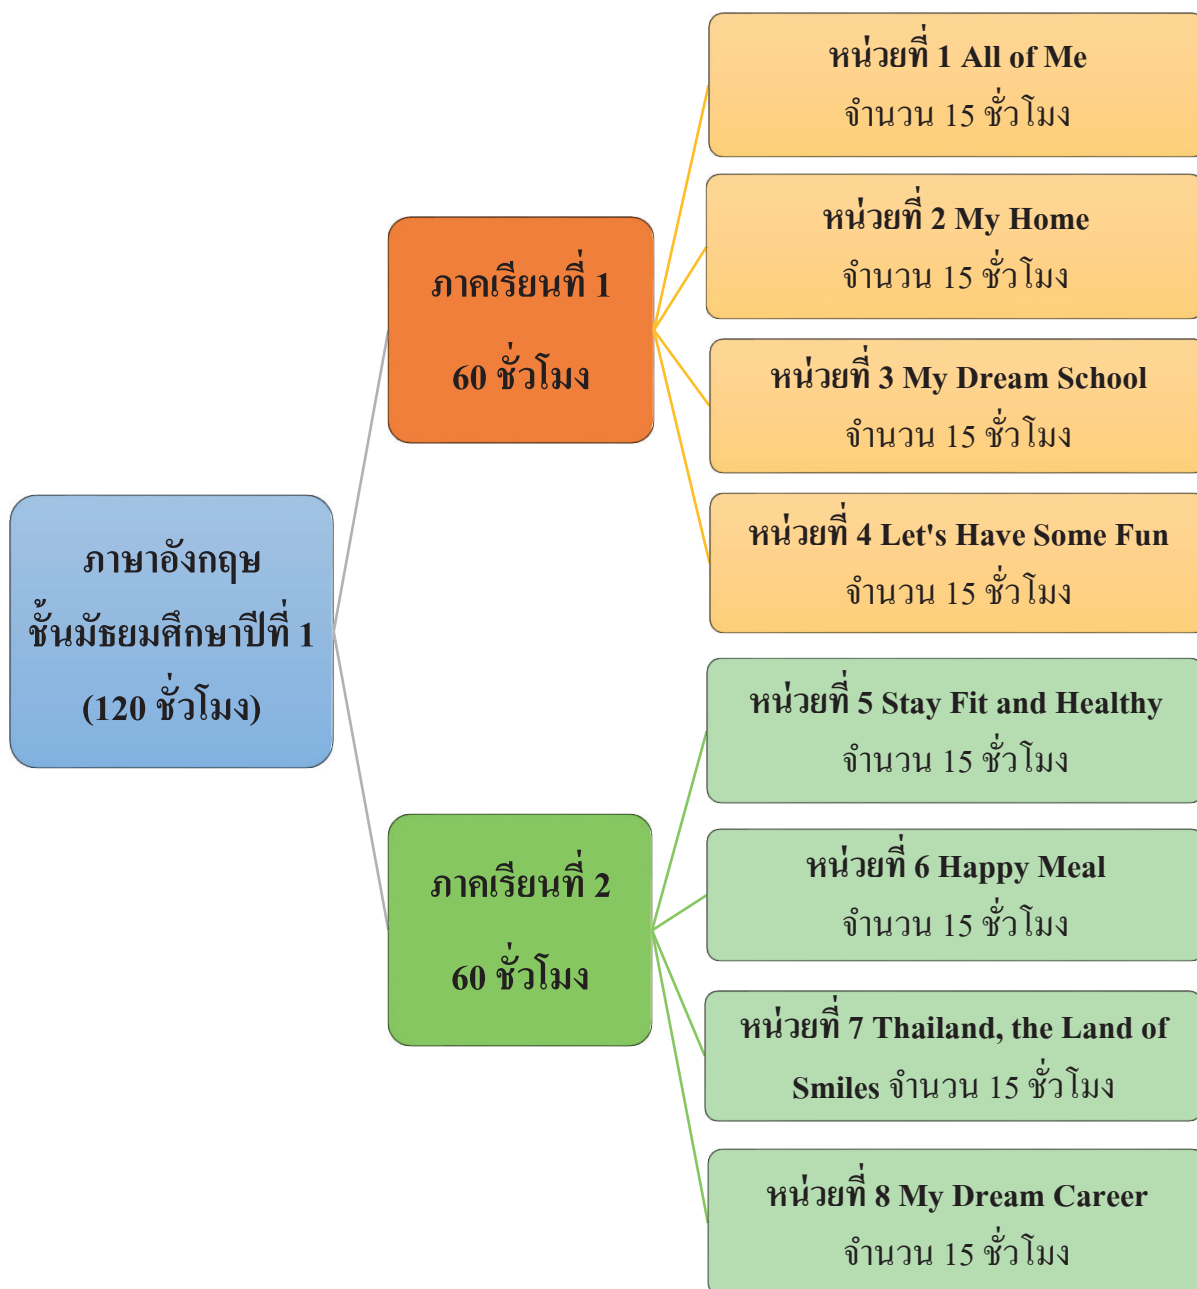 ภาษาอังกฤษ
ชั้นมัธยมศึกษาปีที่ 1
(120 ชั่วโมง)
ภาคเรียนที่ 1
60 ชั่วโมง
หน่วยที่ 1 All of Me
จำนวน 15 ชั่วโมง
หน่วยที่ 2 My Home
จำนวน 15 ชั่วโมง
หน่วยที่ 3 My Dream School
จำนวน 15 ชั่วโมง
หน่วยที่ 4 Let's Have Some Fun
จำนวน 15 ชั่วโมง
ภาคเรียนที่ 2
60 ชั่วโมง
หน่วยที่ 5 Stay Fit and Healthy
จำนวน 15 ชั่วโมง
หน่วยที่ 6 Happy Meal
จำนวน 15 ชั่วโมง
หน่วยที่ 7 Thailand, the Land of
Smiles จำนวน 15 ชั่วโมง
หน่วยที่ 8 My Dream Career
จำนวน 15 ชั่วโมง